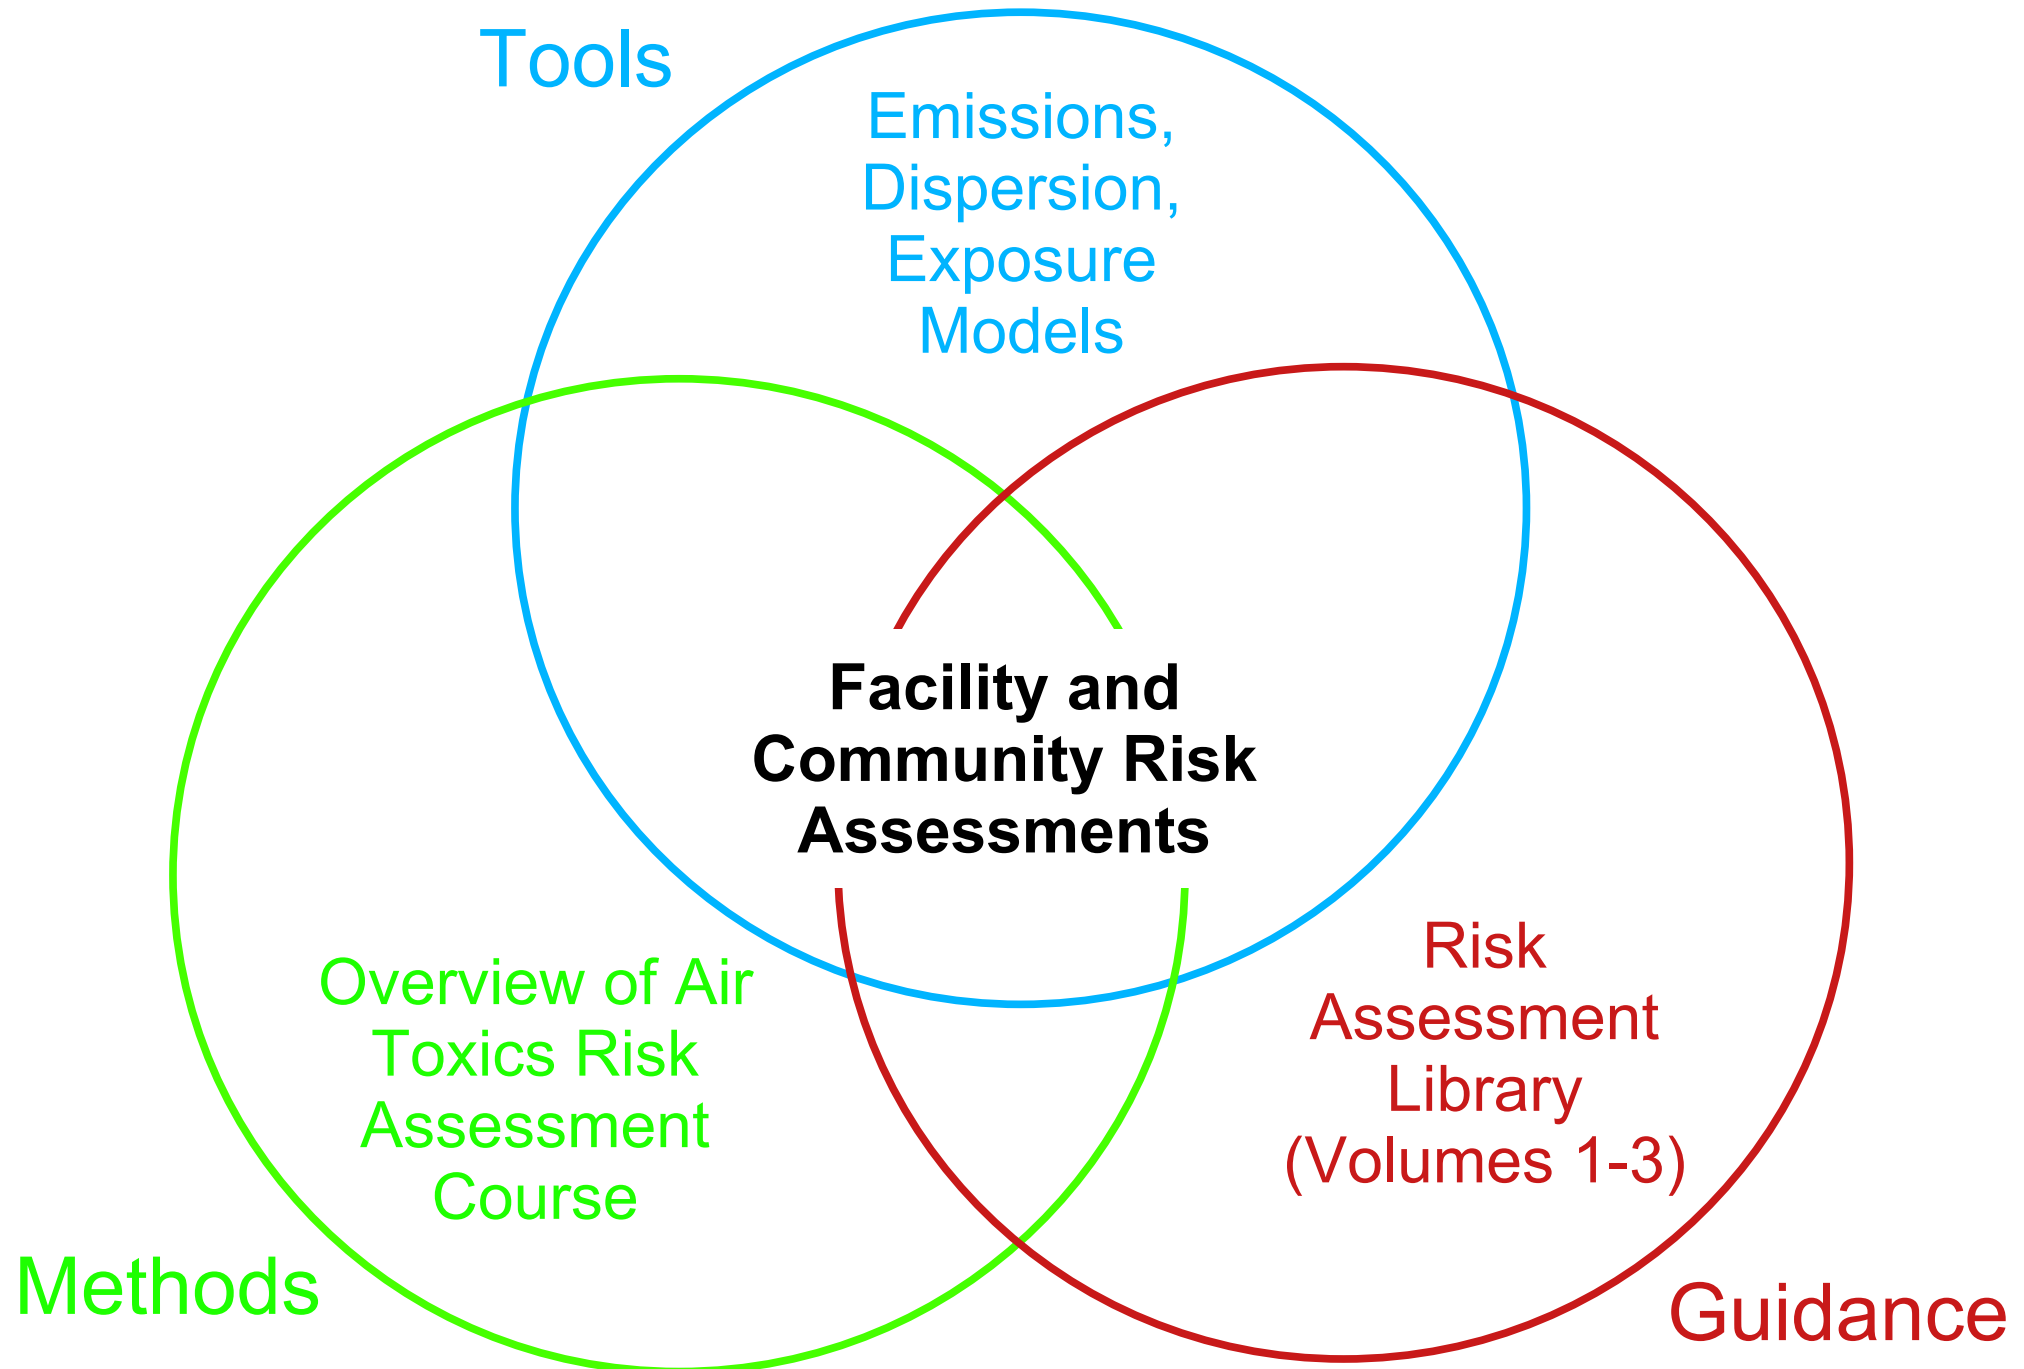 Tools
Emissions,
Dispersion,
Exposure
Models
Facility and
Community Risk
Assessments
Overview of Air
Toxics Risk
Assessment
Course
Risk
Assessment
Library
(Volumes 1-3)
Methods
Guidance